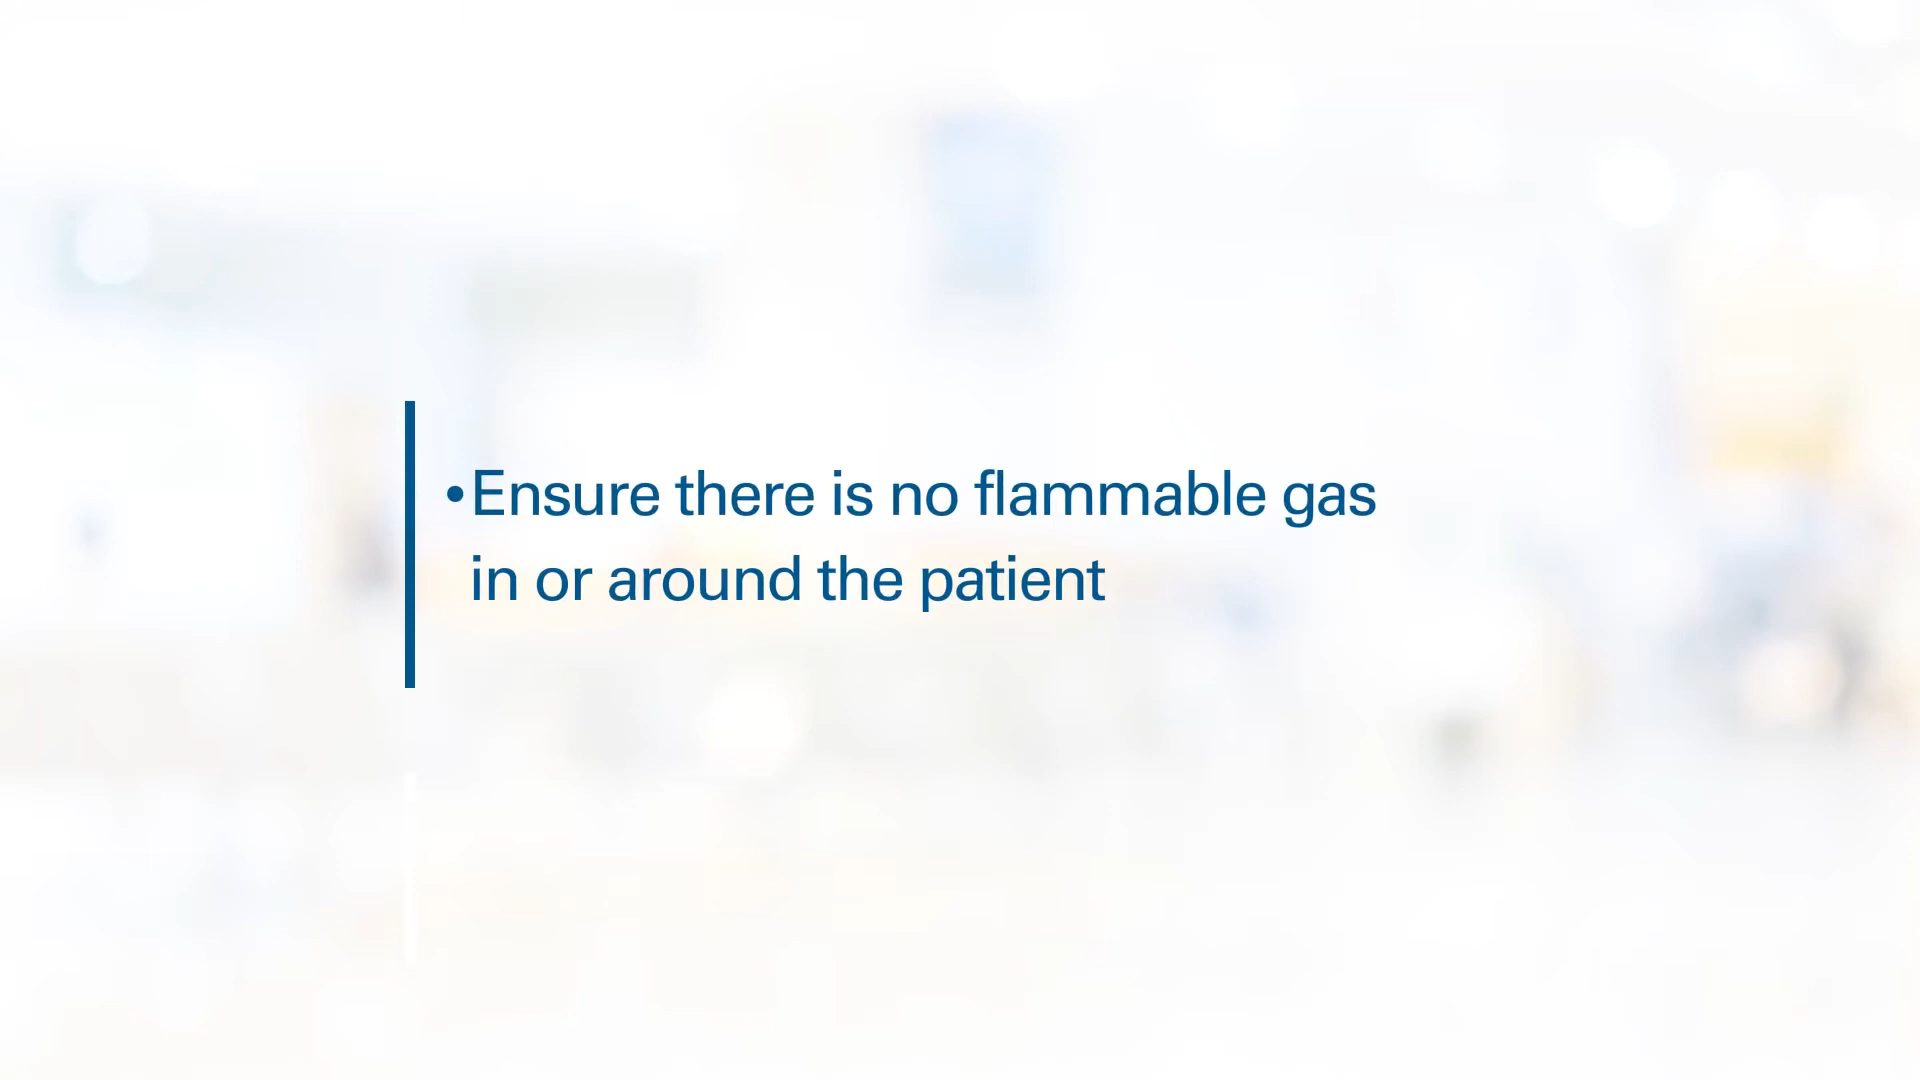 •Ensure there is no flammable gas
in or around the patient